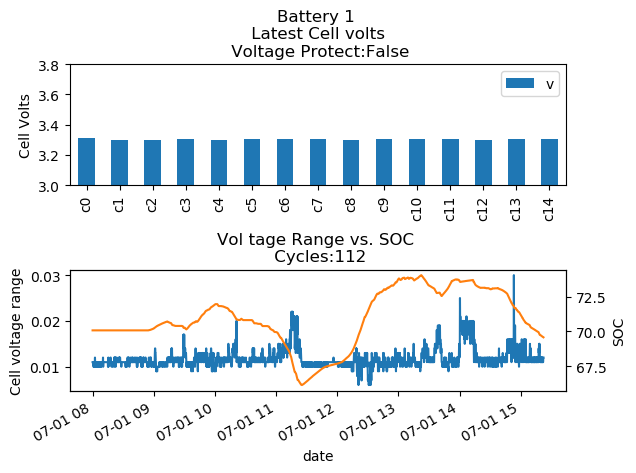 Battery 1
Latest Cell volts
Voltage Protect:False
3.8
3.6
3.4
3.2
3.0
Cell Volts
v
c0 c1 c2 c3 c4 c5 c6 c7 c8 c9 c10 c11 c12 c13 c14
Vol tage Range vs. SOC
Cycles:112
0.03
0.02
0.01
Cell voltage range
72.5
70.0
67.5
SOC
07-01 08 07-01 09 07-01 10 07-01 11 07-01 12 07-01 13 07-01 14 07-01 15
date